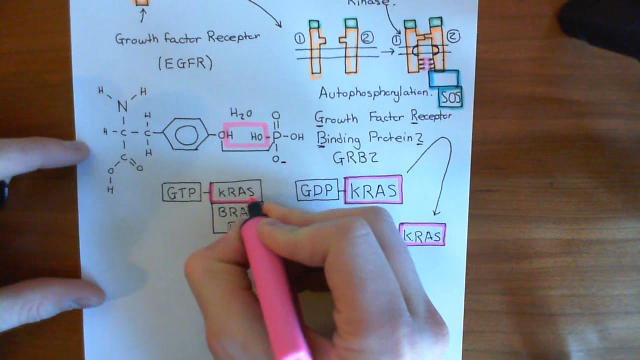 Kinase.
Growth factor Receptor
(EGFR)
1
2
1
2
Autophosphorylation.
SOS
Growth Factor Receptor
Binding Protein 2
GRB2
H
H
N
H
H
C
C
H
C
O
O
H
H2O
OH
HO
P
O
OH
O-
GTP
KRAS
GDP
KRAS
KRAS